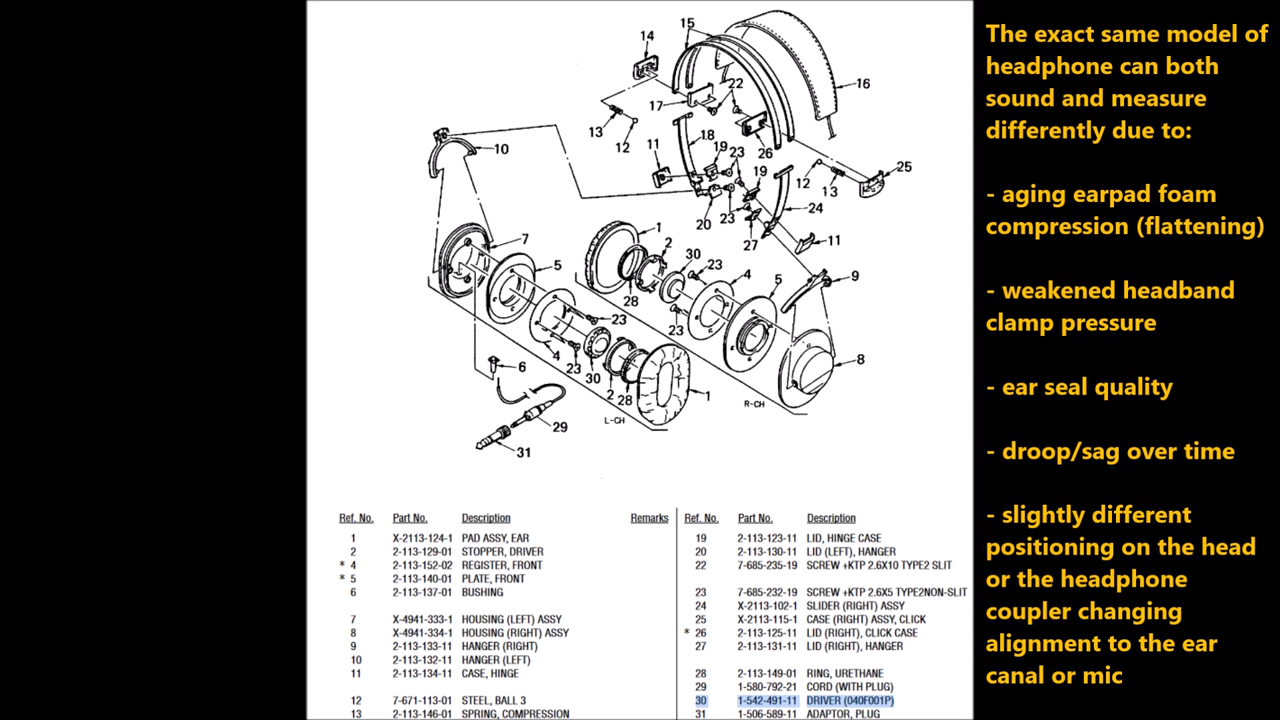 14
15
16
17
22
13
12
18
26
25
10
11
19
23
19
12
13
20
23
27
24
11
7
5
1
2
30
23
4
5
9
28
23
23
4
23
30
2
28
1
8
6
L-CH
R-CH
29
31
Ref. No. Part No. Description Remarks
1 X-2113-124-1 PAD ASSY, EAR
2 2-113-129-01 STOPPER, DRIVER
* 4 2-113-152-02 REGISTER, FRONT
* 5 2-113-140-01 PLATE, FRONT
6 2-113-137-01 BUSHING
7 X-4941-333-1 HOUSING (LEFT) ASSY
8 X-4941-334-1 HOUSING (RIGHT) ASSY
9 2-113-133-11 HANGER (RIGHT)
10 2-113-132-11 HANGER (LEFT)
11 2-113-134-11 CASE, HINGE
12 7-671-113-01 STEEL, BALL 3
13 2-113-146-01 SPRING, COMPRESSION
Ref. No. Part No. Description
19 2-113-123-11 LID, HINGE CASE
20 2-113-130-11 LID (LEFT), HANGER
22 7-685-235-19 SCREW +KTP 2.6X10 TYPE2 SLIT
23 7-685-232-19 SCREW +KTP 2.6X5 TYPE2NON-SLIT
24 X-2113-102-1 SLIDER (RIGHT) ASSY
25 X-2113-115-1 CASE (RIGHT) ASSY, CLICK
* 26 2-113-125-11 LID (RIGHT), CLICK CASE
27 2-113-131-11 LID (RIGHT), HANGER
28 2-113-149-01 RING, URETHANE
29 1-580-792-21 CORD (WITH PLUG)
30 1-542-491-11 DRIVER (040F001P)
31 1-506-589-11 ADAPTOR, PLUG
The exact same model of
headphone can both
sound and measure
differently due to:
- aging earpad foam
compression (flattening)
- weakened headband
clamp pressure
- ear seal quality
- droop/sag over time
- slightly different
positioning on the head
or the headphone
coupler changing
alignment to the ear
canal or mic